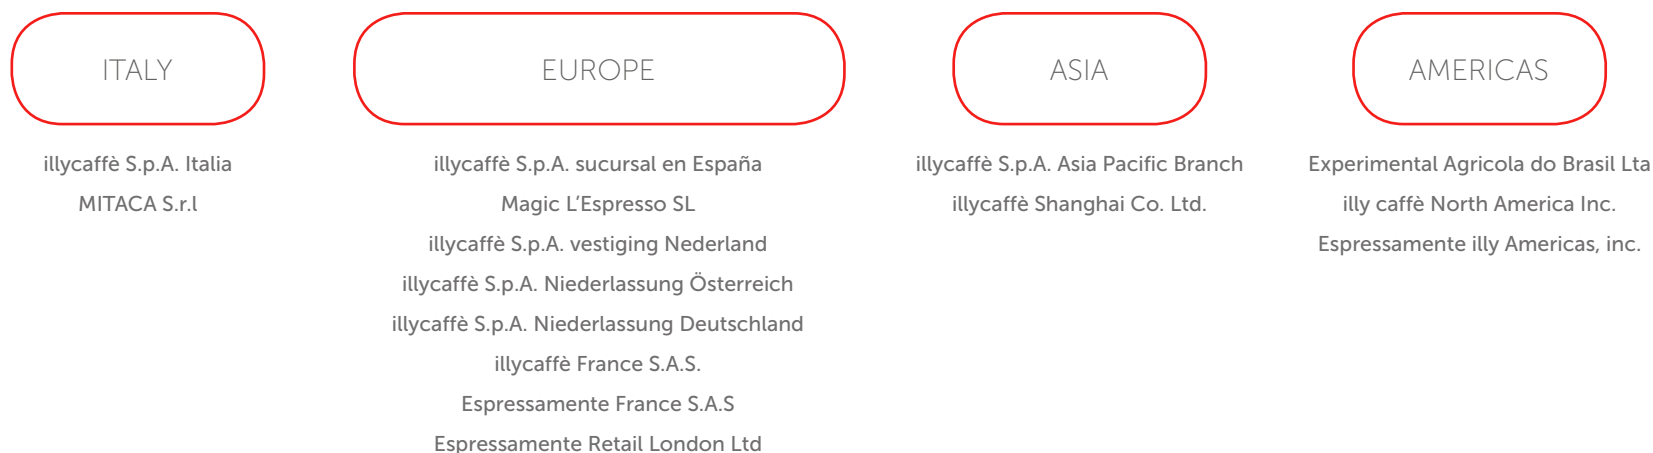 ITALY
illycaffè S.p.A. Italia
MITACA S.r.l
EUROPE
illycaffè S.p.A. sucursal en España
Magic L’Espresso SL
illycaffè S.p.A. vestiging Nederland
illycaffè S.p.A. Niederlassung Österreich
illycaffè S.p.A. Niederlassung Deutschland
illycaffè France S.A.S.
Espressamente France S.A.S
Espressamente Retail London Ltd
ASIA
illycaffè S.p.A. Asia Pacific Branch
illycaffè Shanghai Co. Ltd.
AMERICAS
Experimental Agricola do Brasil Lta
illy caffè North America Inc.
Espressamente illy Americas, inc.